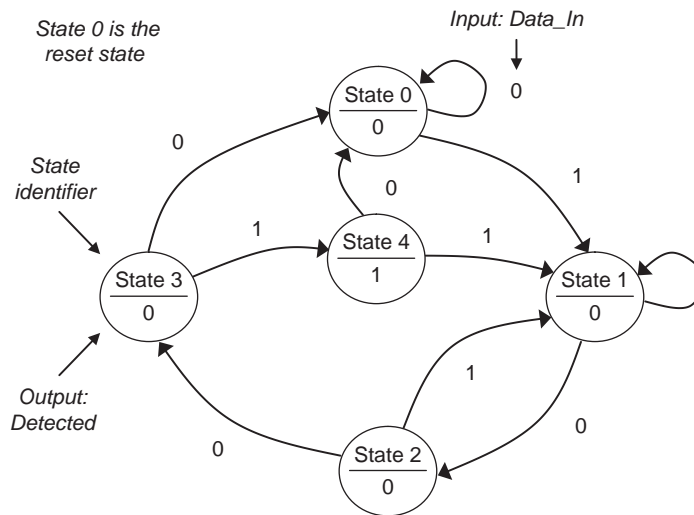 State 0 is the
reset state
Input: Data_In
0
State 0
0
0
1
State
identifier
0
State 4
1
1
1
State 3
0
State 1
0
Output:
Detected
1
0
0
State 2
0